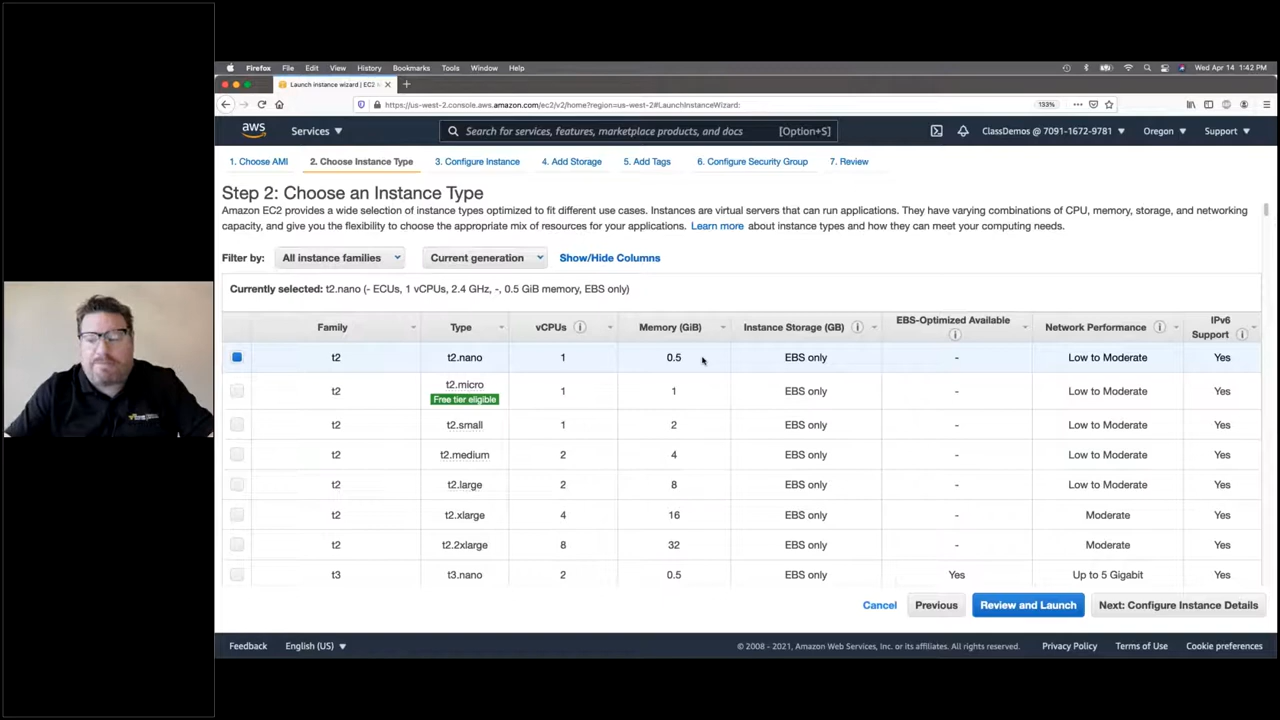 Firefox File Edit View History Bookmarks Tools Window Help Wed Apr 14 1:42 PM
Launch instance wizard | EC2
https://us-west-2.console.aws.amazon.com/ec2/v2/home?region=us-west-2#LaunchInstanceWizard: 133%
aws Services Search for services, features, marketplace products, and docs [Option+S] ClassDemos @ 7091-1672-9781 Oregon Support
1. Choose AMI 2. Choose Instance Type 3. Configure Instance 4. Add Storage 5. Add Tags 6. Configure Security Group 7. Review
Step 2: Choose an Instance Type
Amazon EC2 provides a wide selection of instance types optimized to fit different use cases. Instances are virtual servers that can run applications. They have varying combinations of CPU, memory, storage, and networking
capacity, and give you the flexibility to choose the appropriate mix of resources for your applications. Learn more about instance types and how they can meet your computing needs.
Filter by: All instance families Current generation Show/Hide Columns
Currently selected: t2.nano (- ECUs, 1 vCPUs, 2.4 GHz, -, 0.5 GiB memory, EBS only)
Family Type vCPUs Memory (GiB) Instance Storage (GB) EBS-Optimized Available Network Performance IPv6 Support
t2 t2.nano 1 0.5 EBS only - Low to Moderate Yes
t2 t2.micro Free tier eligible 1 1 EBS only - Low to Moderate Yes
t2 t2.small 1 2 EBS only - Low to Moderate Yes
t2 t2.medium 2 4 EBS only - Low to Moderate Yes
t2 t2.large 2 8 EBS only - Low to Moderate Yes
t2 t2.xlarge 4 16 EBS only - Moderate Yes
t2 t2.2xlarge 8 32 EBS only - Moderate Yes
t3 t3.nano 2 0.5 EBS only Yes Up to 5 Gigabit Yes
Cancel Previous Review and Launch Next: Configure Instance Details
Feedback English (US) © 2008 - 2021, Amazon Web Services, Inc. or its affiliates. All rights reserved. Privacy Policy Terms of Use Cookie preferences